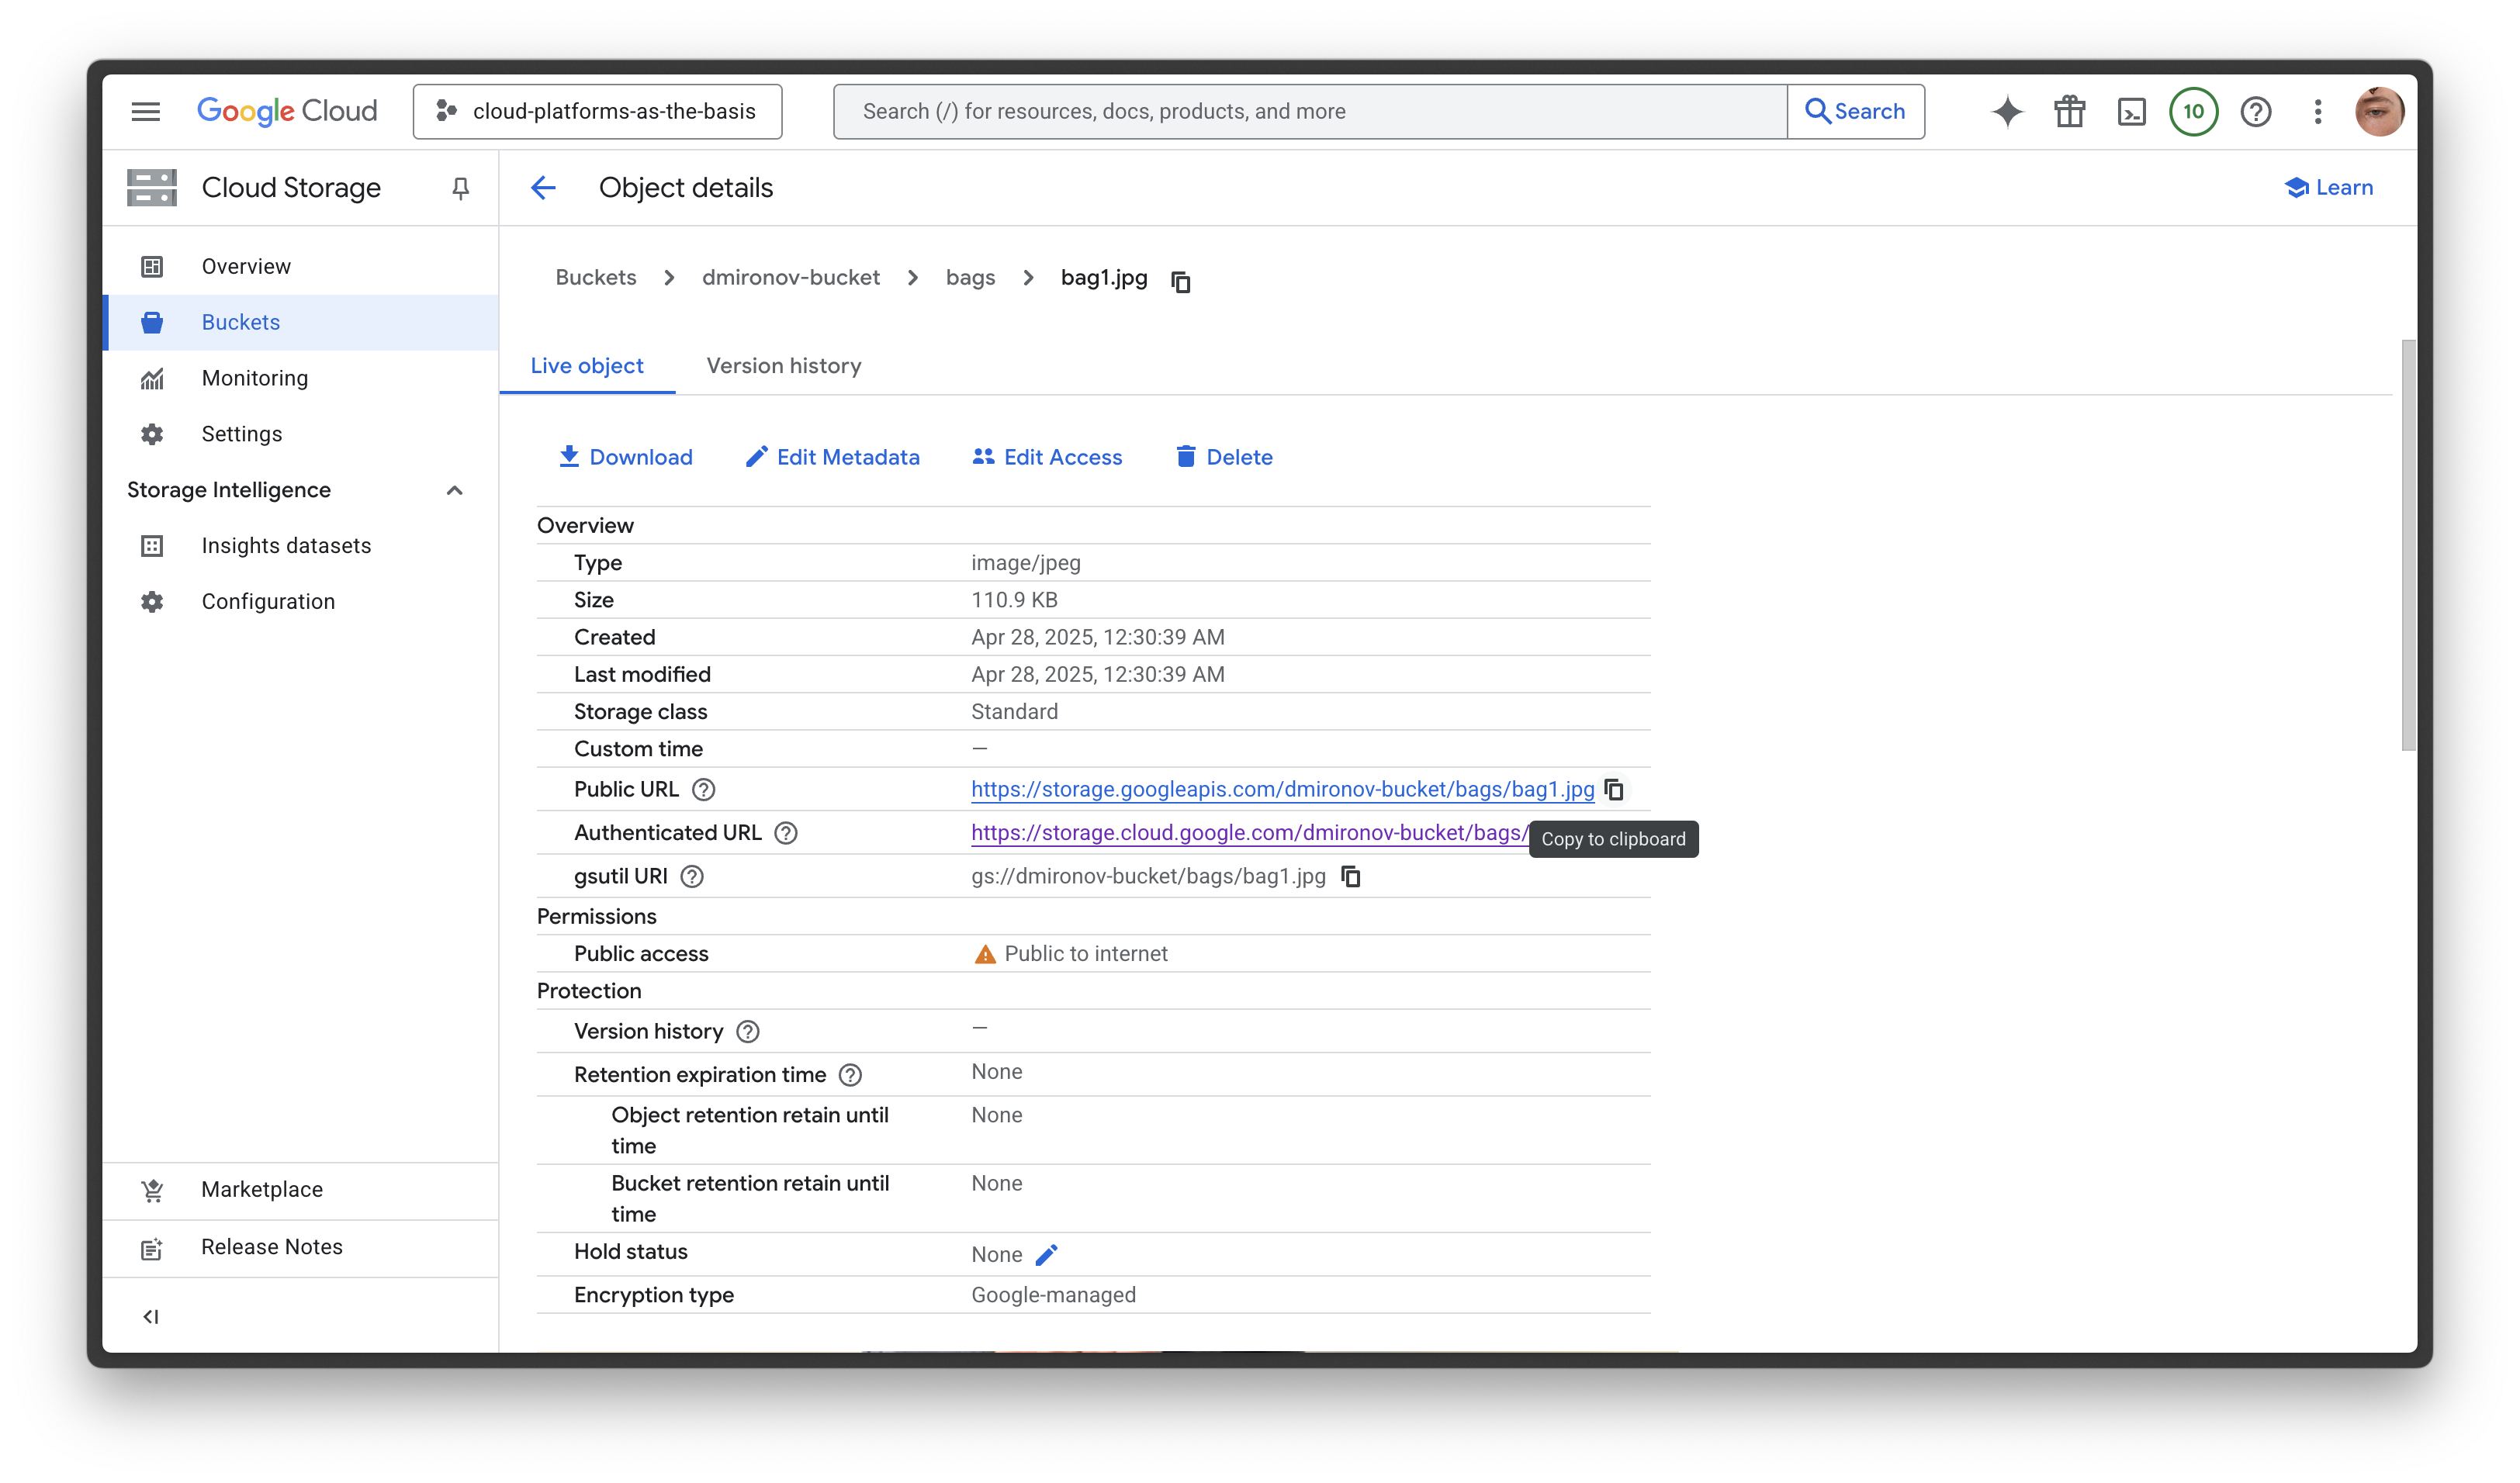 Google Cloud
cloud-platforms-as-the-basis
Search (/) for resources, docs, products, and more
Search
10
Cloud Storage
Object details
Learn
Overview
Buckets
Monitoring
Settings
Storage Intelligence
Insights datasets
Configuration
Marketplace
Release Notes
Buckets
dmironov-bucket
bags
bag1.jpg
Live object
Version history
Download
Edit Metadata
Edit Access
Delete
Overview
Type image/jpeg
Size 110.9 KB
Created Apr 28, 2025, 12:30:39 AM
Last modified Apr 28, 2025, 12:30:39 AM
Storage class Standard
Custom time —
Public URL https://storage.googleapis.com/dmironov-bucket/bags/bag1.jpg
Authenticated URL https://storage.cloud.google.com/dmironov-bucket/bags/
Copy to clipboard
gsutil URI gs://dmironov-bucket/bags/bag1.jpg
Permissions
Public access Public to internet
Protection
Version history —
Retention expiration time None
Object retention retain until None
time
Bucket retention retain until None
time
Hold status None
Encryption type Google-managed